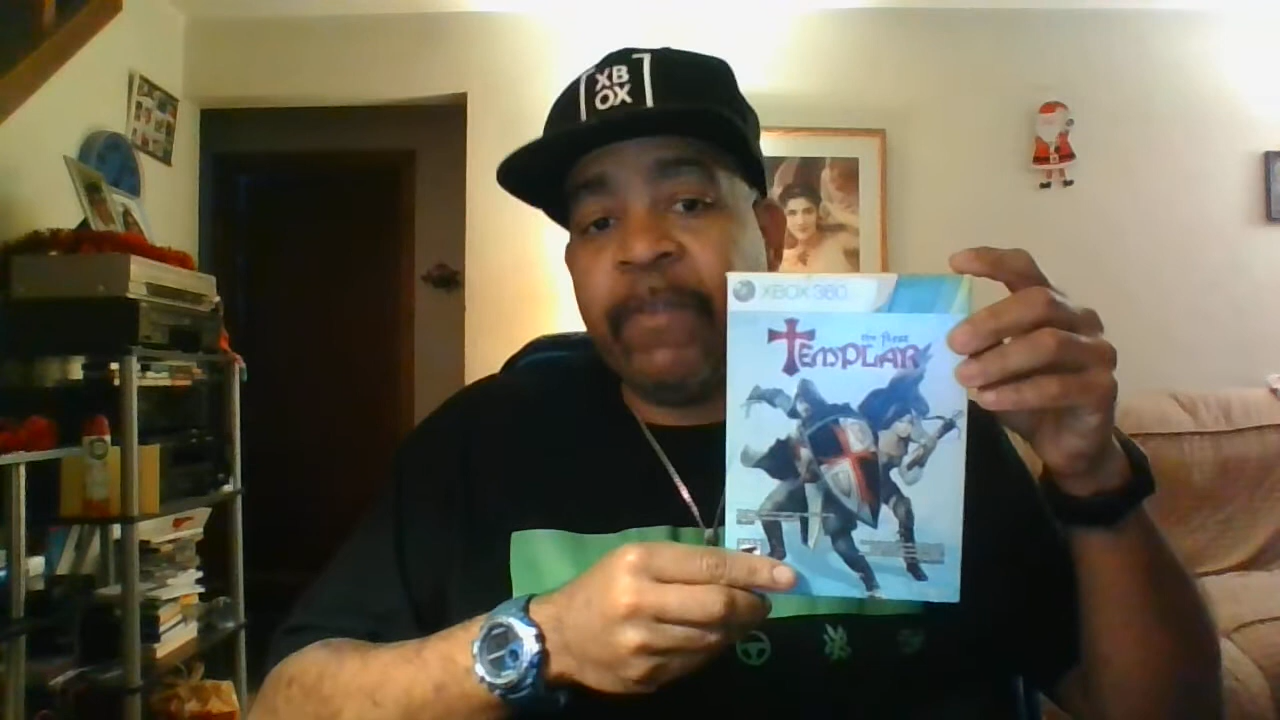 XB
OX
XBOX 360
the First
TEMPLAR